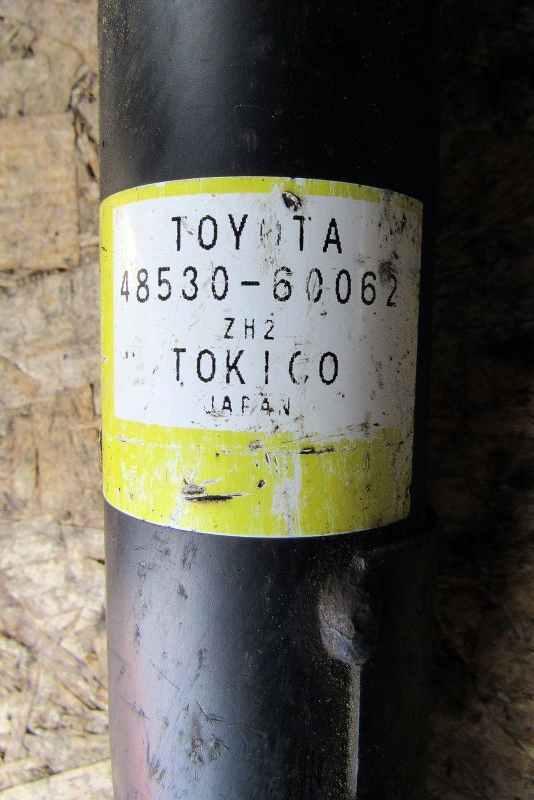 TOYOTA
48530-60062
ZH2
TOKICO
JAPAN